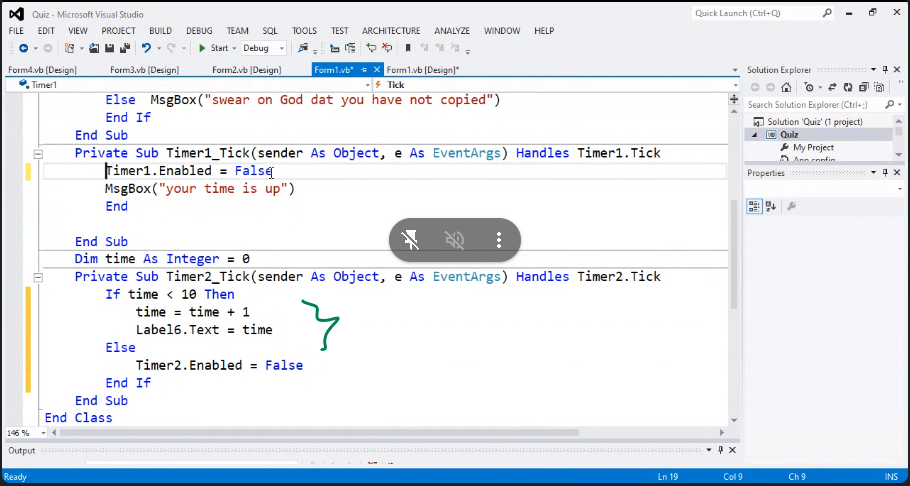 Quiz - Microsoft Visual Studio
Quick Launch (Ctrl+Q)
FILE EDIT VIEW PROJECT BUILD DEBUG TEAM SQL TOOLS TEST ARCHITECTURE ANALYZE WINDOW HELP
Start Debug
Form4.vb [Design] Form3.vb [Design] Form2.vb [Design] Form1.vb* Form1.vb [Design]*
Timer1 Tick
Else MsgBox("swear on God dat you have not copied")
End If
End Sub
Private Sub Timer1_Tick(sender As Object, e As EventArgs) Handles Timer1.Tick
Timer1.Enabled = False
MsgBox("your time is up")
End
End Sub
Dim time As Integer = 0
Private Sub Timer2_Tick(sender As Object, e As EventArgs) Handles Timer2.Tick
If time < 10 Then
time = time + 1
Label6.Text = time
Else
Timer2.Enabled = False
End If
End Sub
End Class
146 %
Output
Ready Ln 19 Col 9 Ch 9 INS
Solution Explorer
Search Solution Explorer
Solution 'Quiz' (1 project)
Quiz
My Project
Properties